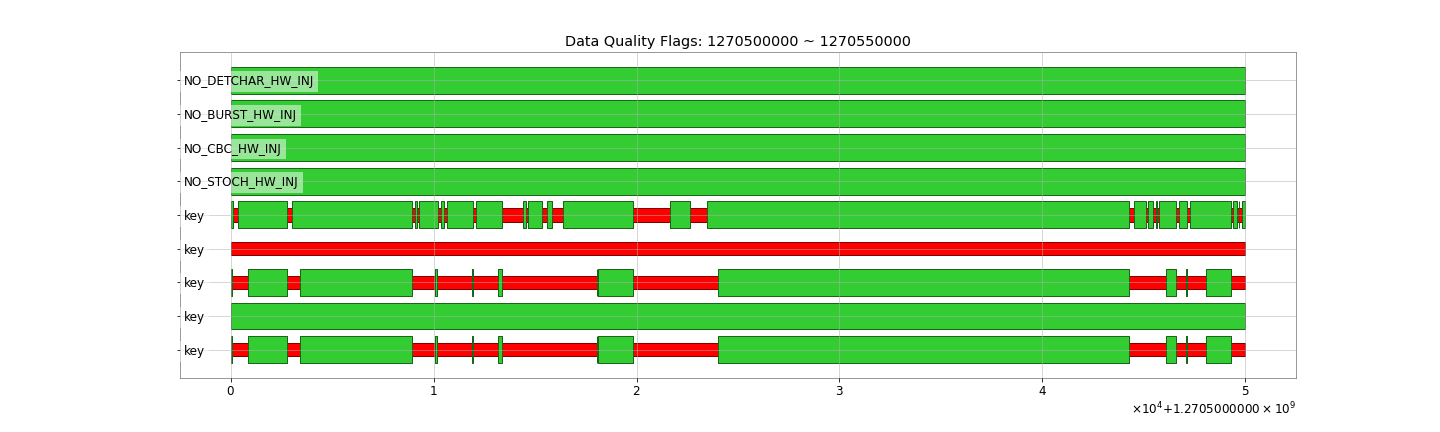 Data Quality Flags: 1270500000 ~ 1270550000
NO_DETCHAR_HW_INJ
NO_BURST_HW_INJ
NO_CBC_HW_INJ
NO_STOCH_HW_INJ
key
key
key
key
key
0 1 2 3 4 5
×10⁴+1.2705000000 × 10⁹